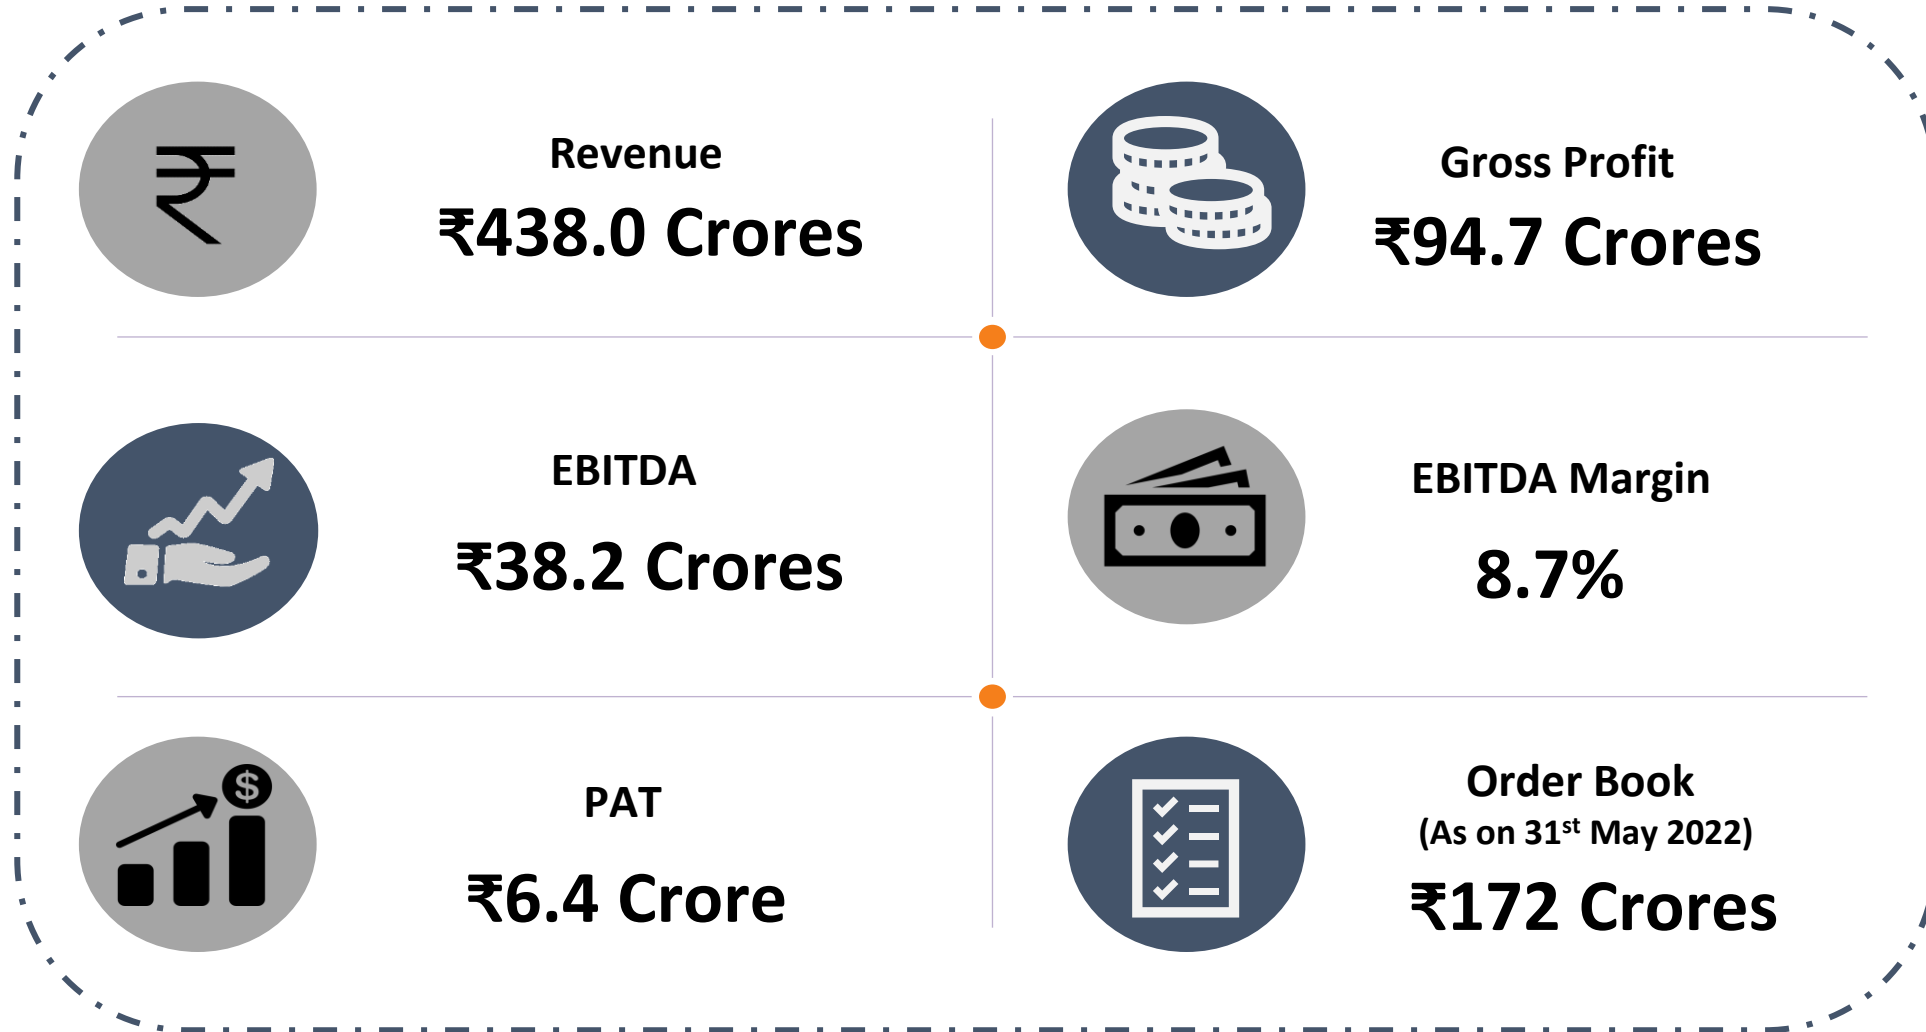 ₹
Revenue
₹438.0 Crores
Gross Profit
₹94.7 Crores
EBITDA
₹38.2 Crores
EBITDA Margin
8.7%
$
PAT
₹6.4 Crore
Order Book
(As on 31st May 2022)
₹172 Crores